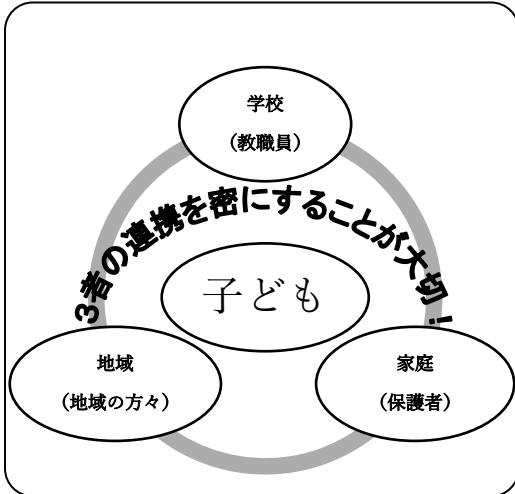 学校
（教職員）
3者の連携を密にすることが大切！
子ども
地域
（地域の方々）
家庭
（保護者）